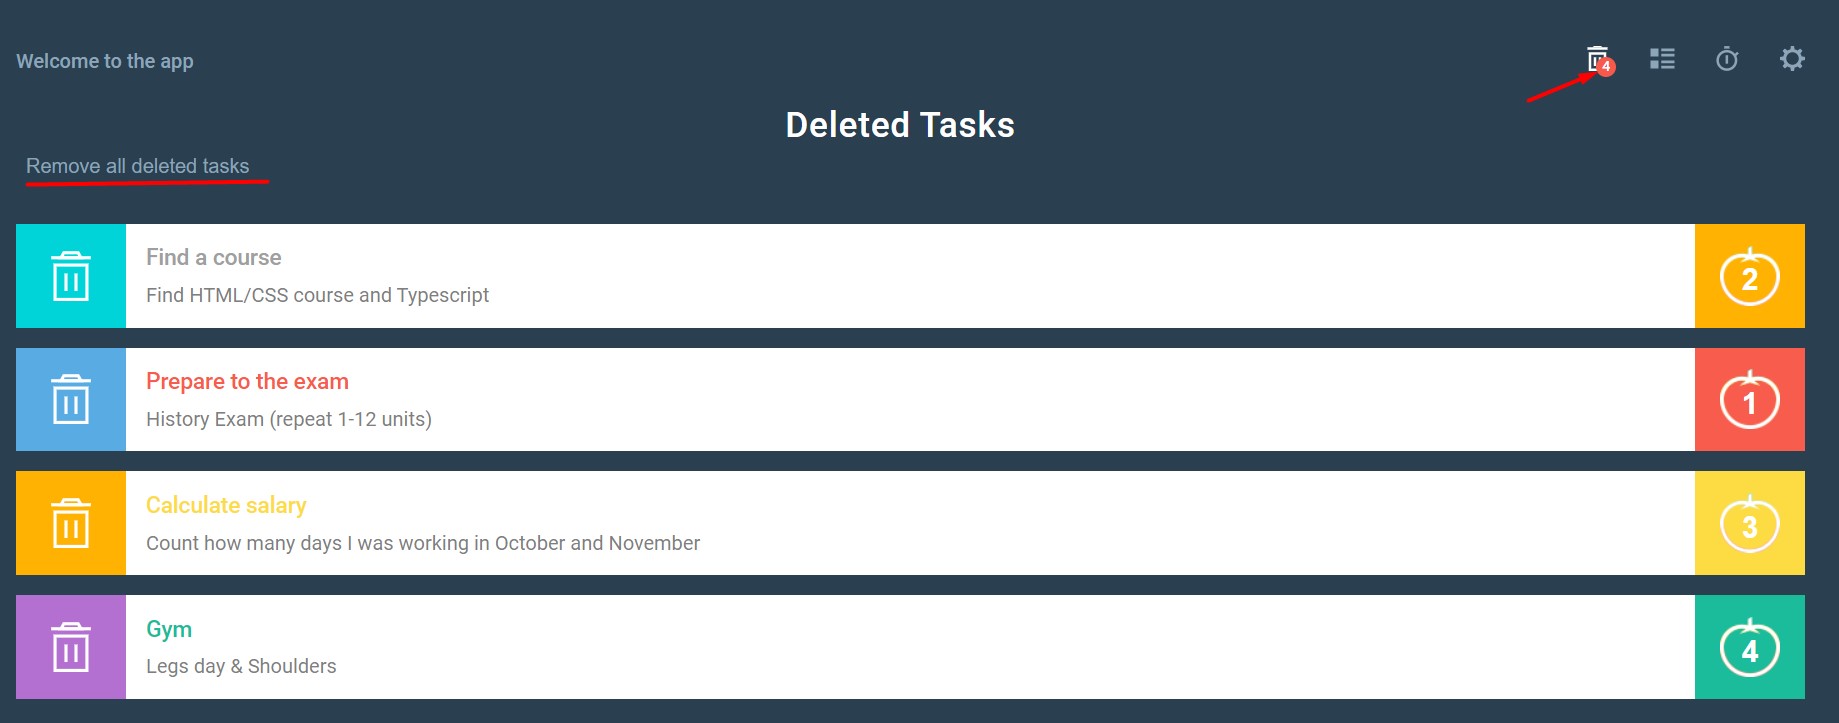 Welcome to the app
4
Deleted Tasks
Remove all deleted tasks
Find a course
Find HTML/CSS course and Typescript
2
Prepare to the exam
History Exam (repeat 1-12 units)
1
Calculate salary
Count how many days I was working in October and November
3
Gym
Legs day & Shoulders
4